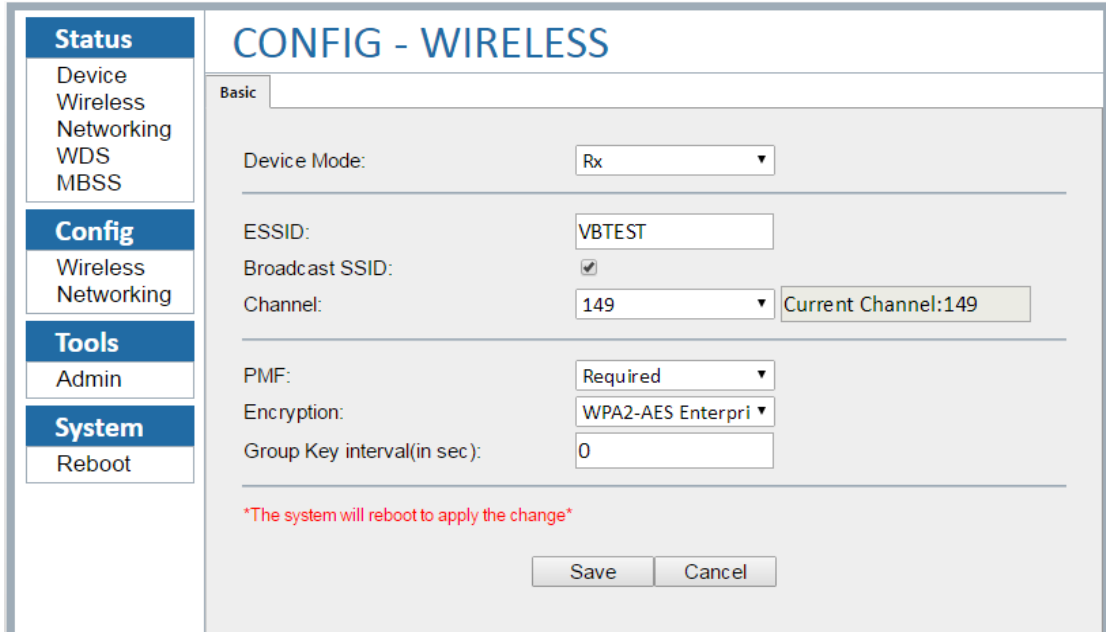 Status
Device
Wireless
Networking
WDS
MBSS
Config
Wireless
Networking
Tools
Admin
System
Reboot
CONFIG - WIRELESS
Basic
Device Mode: Rx
ESSID: VBTEST
Broadcast SSID:
Channel: 149 Current Channel:149
PMF: Required
Encryption: WPA2-AES Enterpri
Group Key interval(in sec): 0
*The system will reboot to apply the change*
Save Cancel